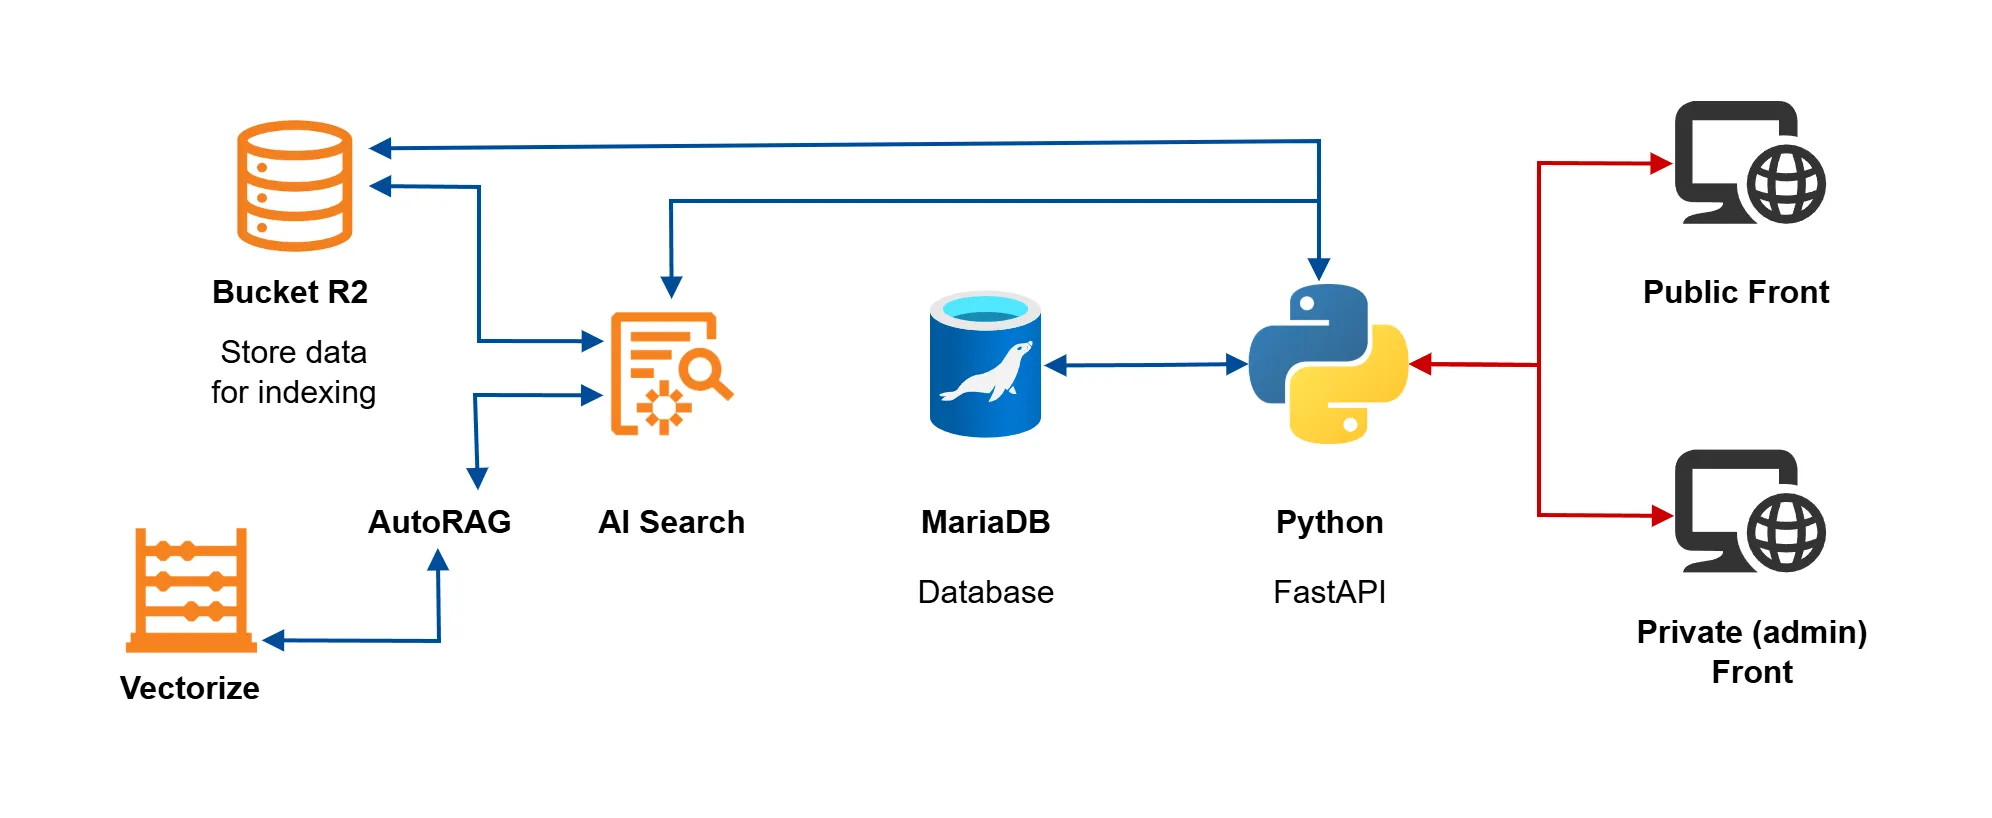 Bucket R2
Store data
for indexing
Public Front
AutoRAG
AI Search
MariaDB
Database
Python
FastAPI
Private (admin)
Front
Vectorize